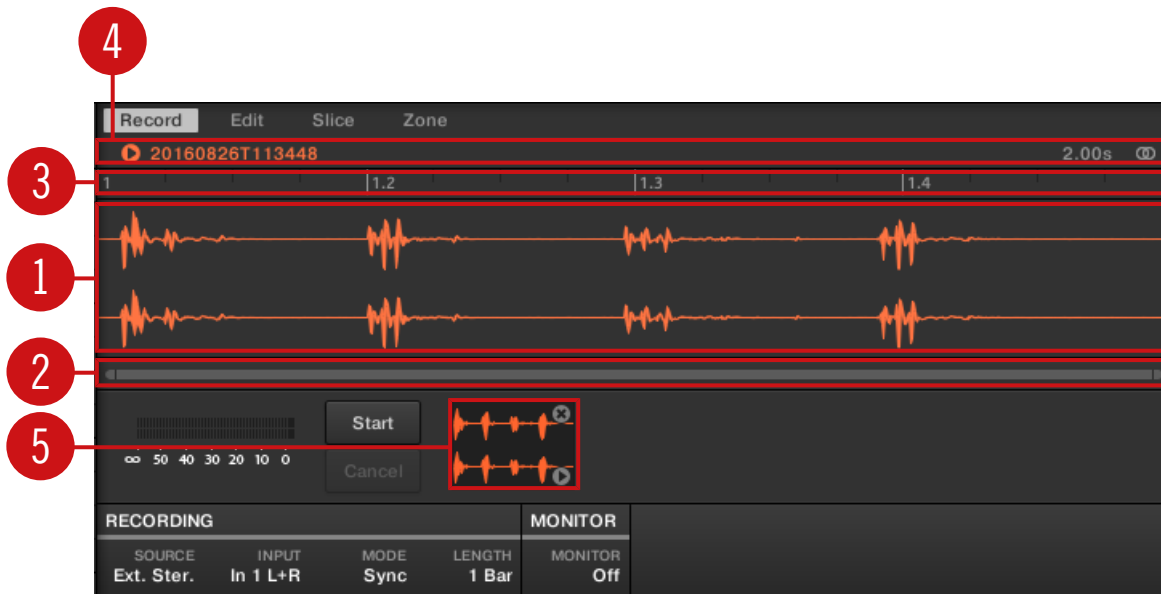 4
Record Edit Slice Zone
20160826T113448 2.00s
3
1 1.2 1.3 1.4
1
2
Start
5
∞ 50 40 30 20 10 0
Cancel
RECORDING MONITOR
SOURCE INPUT MODE LENGTH MONITOR
Ext. Ster. In 1 L+R Sync 1 Bar Off